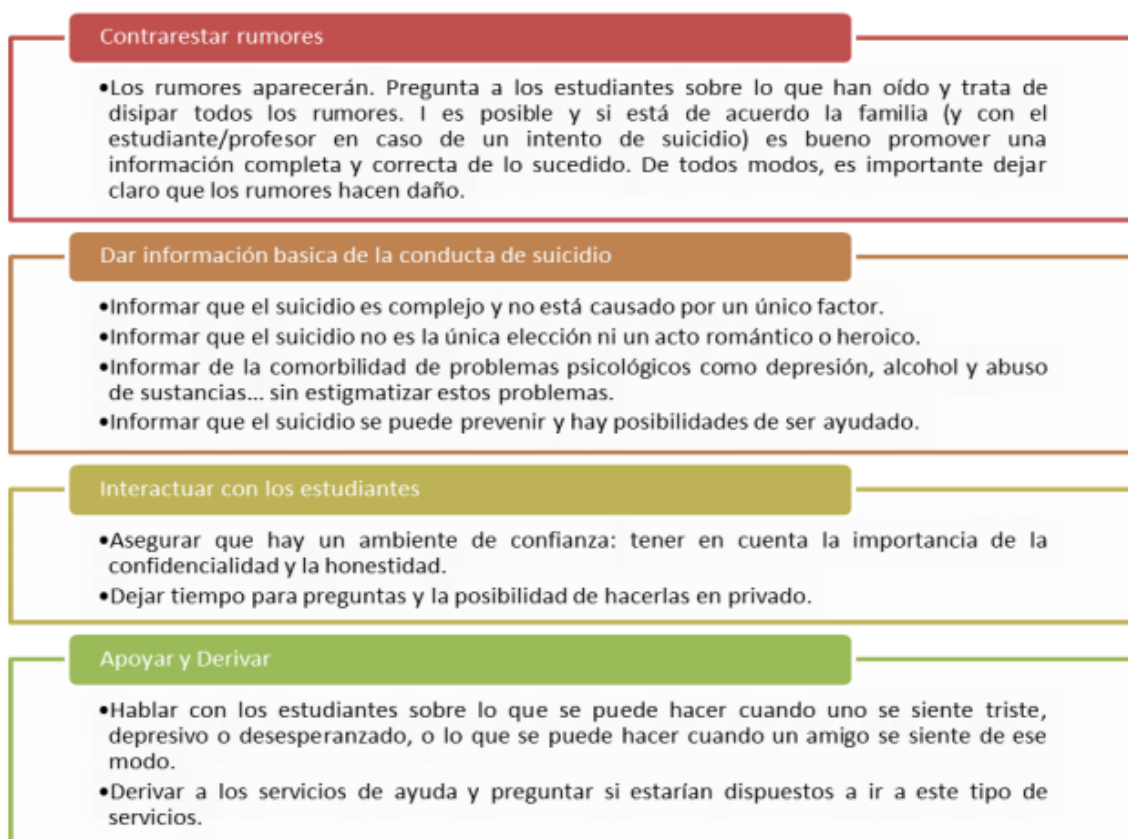 Contrarestar rumores
•Los rumores aparecerán. Pregunta a los estudiantes sobre lo que han oído y trata de
disipar todos los rumores. I es posible y si está de acuerdo la familia (y con el
estudiante/profesor en caso de un intento de suicidio) es bueno promover una
información completa y correcta de lo sucedido. De todos modos, es importante dejar
claro que los rumores hacen daño.
Dar información basica de la conducta de suicidio
•Informar que el suicidio es complejo y no está causado por un único factor.
•Informar que el suicidio no es la única elección ni un acto romántico o heroico.
•Informar de la comorbilidad de problemas psicológicos como depresión, alcohol y abuso
de sustancias... sin estigmatizar estos problemas.
•Informar que el suicidio se puede prevenir y hay posibilidades de ser ayudado.
Interactuar con los estudiantes
•Asegurar que hay un ambiente de confianza: tener en cuenta la importancia de la
confidencialidad y la honestidad.
•Dejar tiempo para preguntas y la posibilidad de hacerlas en privado.
Apoyar y Derivar
•Hablar con los estudiantes sobre lo que se puede hacer cuando uno se siente triste,
depresivo o desesperanzado, o lo que se puede hacer cuando un amigo se siente de ese
modo.
•Derivar a los servicios de ayuda y preguntar si estarían dispuestos a ir a este tipo de
servicios.